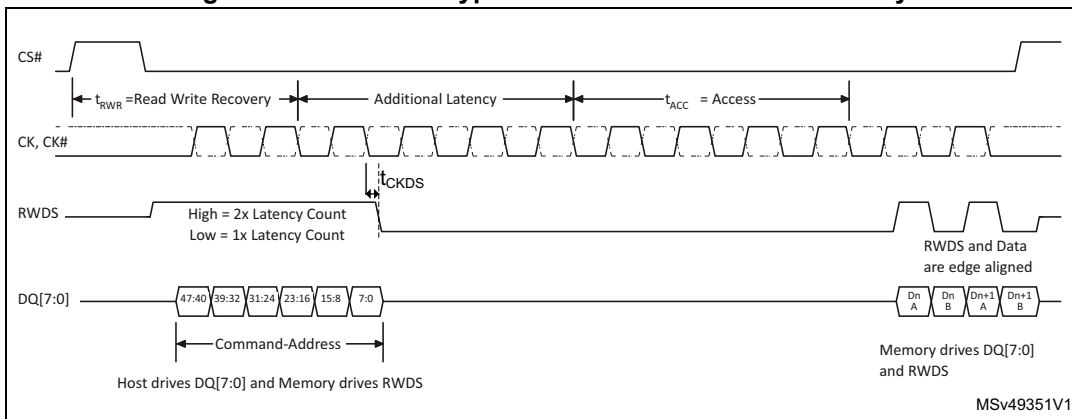 CS#
tRWR =Read Write Recovery
Additional Latency
tACC = Access
CK, CK#
tCKDS
RWDS
High = 2x Latency Count
Low = 1x Latency Count
RWDS and Data
are edge aligned
DQ[7:0]
47:40 39:32 31:24 23:16 15:8 7:0
Dn A Dn B Dn+1 A Dn+1 B
Command-Address
Host drives DQ[7:0] and Memory drives RWDS
Memory drives DQ[7:0]
and RWDS
MSv49351V1